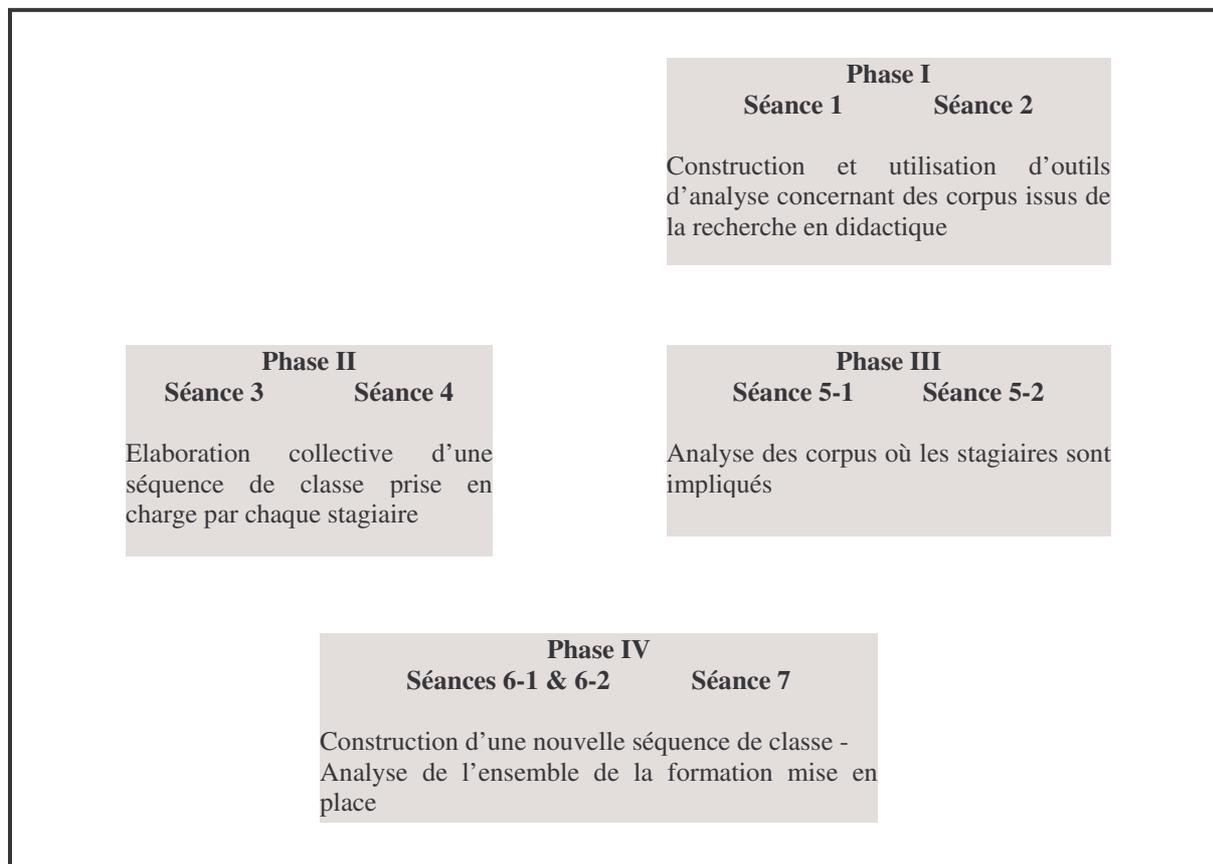 Phase I
Séance 1 Séance 2
Construction et utilisation d’outils
d’analyse concernant des corpus issus de
la recherche en didactique
Phase II
Séance 3 Séance 4
Elaboration collective d’une
séquence de classe prise en
charge par chaque stagiaire
Phase III
Séance 5-1 Séance 5-2
Analyse des corpus où les stagiaires sont
impliqués
Phase IV
Séances 6-1 & 6-2 Séance 7
Construction d’une nouvelle séquence de classe -
Analyse de l’ensemble de la formation mise en
place